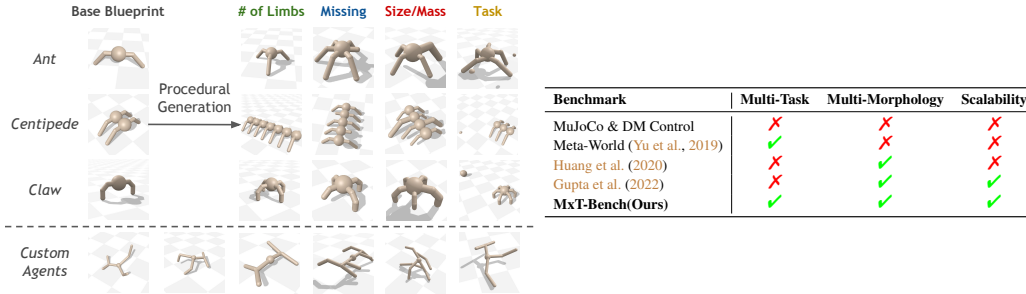 Base Blueprint # of Limbs Missing Size/Mass Task
Ant
Procedural
Generation
Centipede
Claw
Custom
Agents
Benchmark Multi-Task Multi-Morphology Scalability
MuJoCo & DM Control ✗ ✗ ✗
Meta-World (Yu et al., 2019) ✓ ✗ ✗
Huang et al. (2020) ✗ ✓ ✗
Gupta et al. (2022) ✗ ✓ ✓
MxT-Bench(Ours) ✓ ✓ ✓